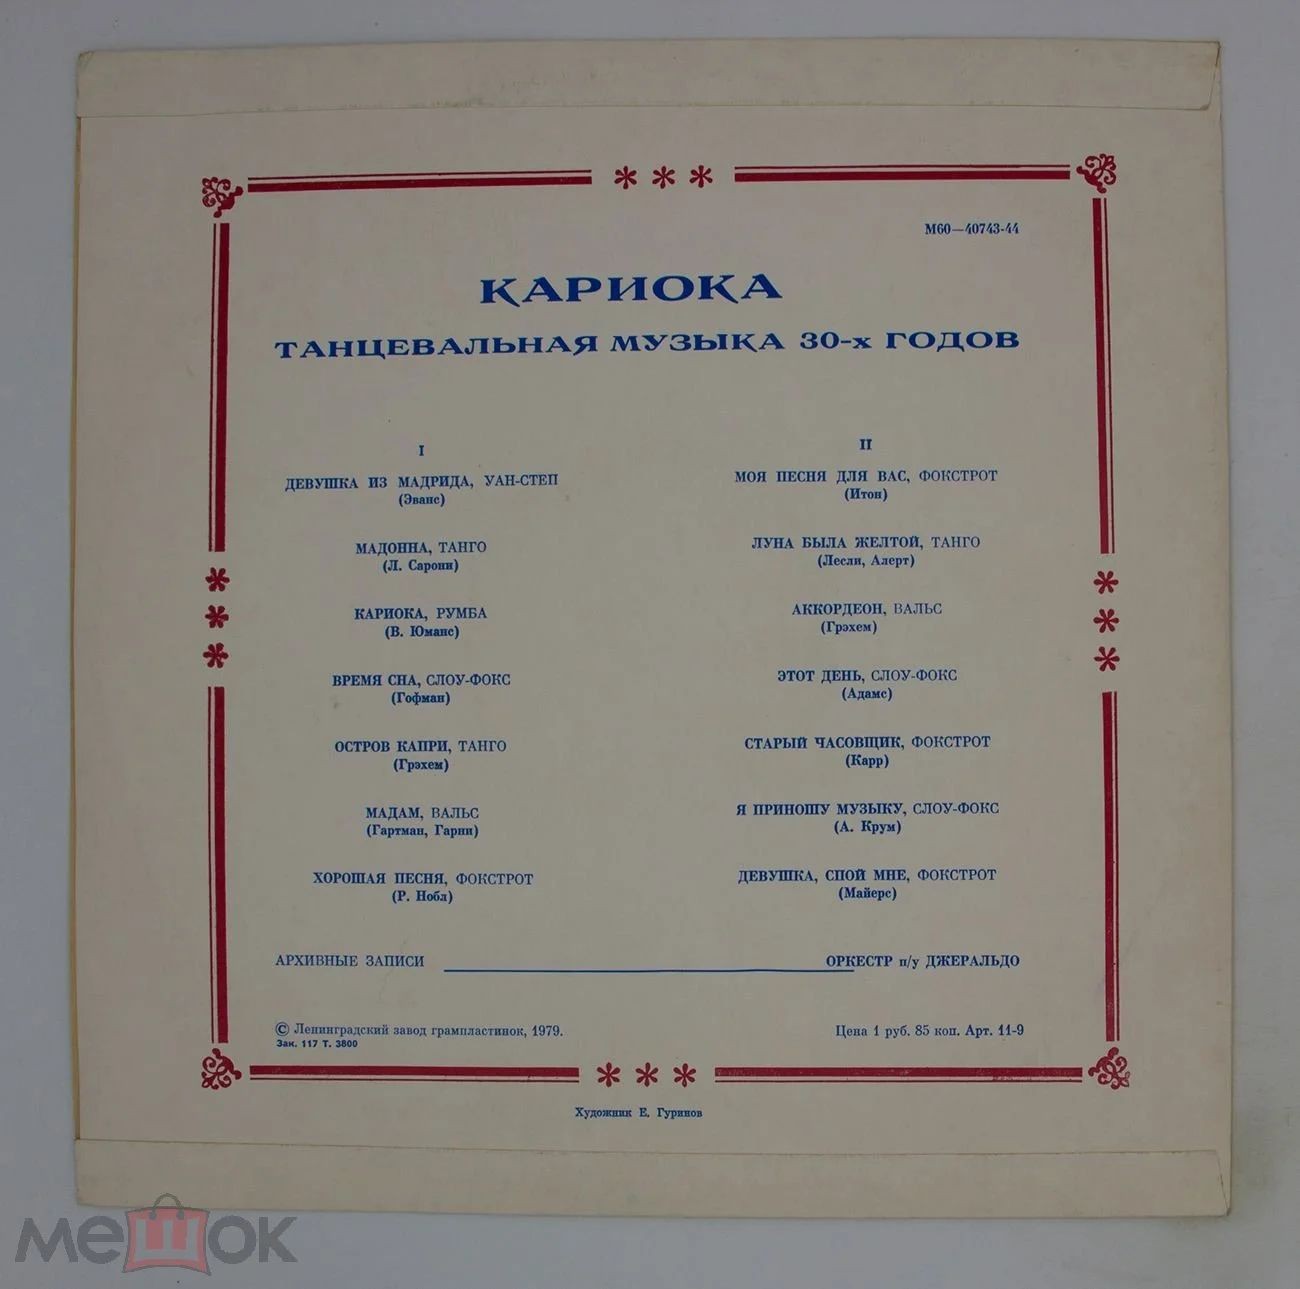 М60—40743-44
КАРИОКА
ТАНЦЕВАЛЬНАЯ МУЗЫКА 30-х ГОДОВ
I
ДЕВУШКА ИЗ МАДРИДА, УАН-СТЕП
(Эванс)
МАДОННА, ТАНГО
(Л. Сарони)
КАРИОКА, РУМБА
(В. Юманс)
ВРЕМЯ СНА, СЛОУ-ФОКС
(Гофман)
ОСТРОВ КАПРИ, ТАНГО
(Грэхем)
МАДАМ, ВАЛЬС
(Гартман, Гарни)
ХОРОШАЯ ПЕСНЯ, ФОКСТРОТ
(Р. Нобл)
II
МОЯ ПЕСНЯ ДЛЯ ВАС, ФОКСТРОТ
(Итон)
ЛУНА БЫЛА ЖЕЛТОЙ, ТАНГО
(Лесли, Алерт)
АККОРДЕОН, ВАЛЬС
(Грэхем)
ЭТОТ ДЕНЬ, СЛОУ-ФОКС
(Адамс)
СТАРЫЙ ЧАСОВЩИК, ФОКСТРОТ
(Карр)
Я ПРИНОШУ МУЗЫКУ, СЛОУ-ФОКС
(А. Крум)
ДЕВУШКА, СПОЙ МНЕ, ФОКСТРОТ
(Майерс)
АРХИВНЫЕ ЗАПИСИ ОРКЕСТР п/у ДЖЕРАЛЬДО
© Ленинградский завод грампластинок, 1979. Цена 1 руб. 85 коп. Арт. 11-9
Зак. 117 Т. 3800
Художник Е. Гуринов
мешок